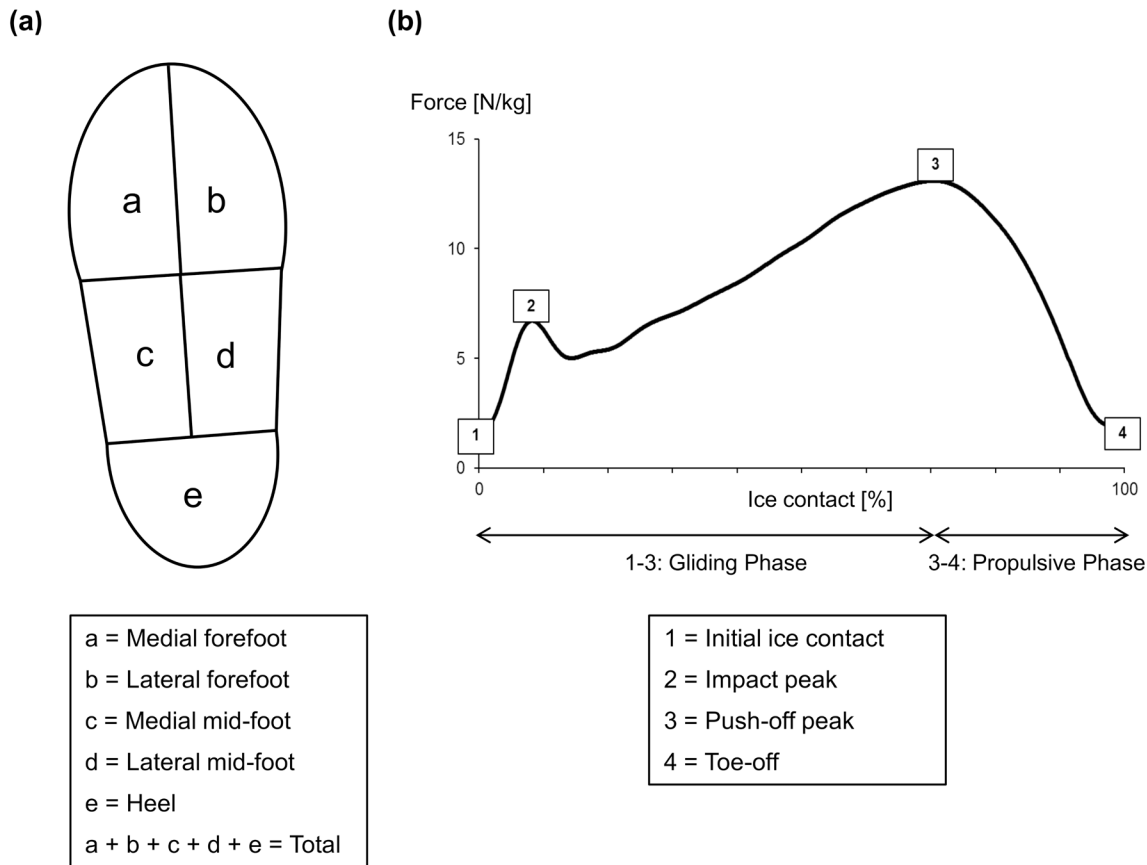 (a)
a
b
c
d
e
a = Medial forefoot
b = Lateral forefoot
c = Medial mid-foot
d = Lateral mid-foot
e = Heel
a + b + c + d + e = Total
(b)
Force [N/kg]
15
10
5
0
1
2
3
4
0
100
Ice contact [%]
1-3: Gliding Phase
3-4: Propulsive Phase
1 = Initial ice contact
2 = Impact peak
3 = Push-off peak
4 = Toe-off